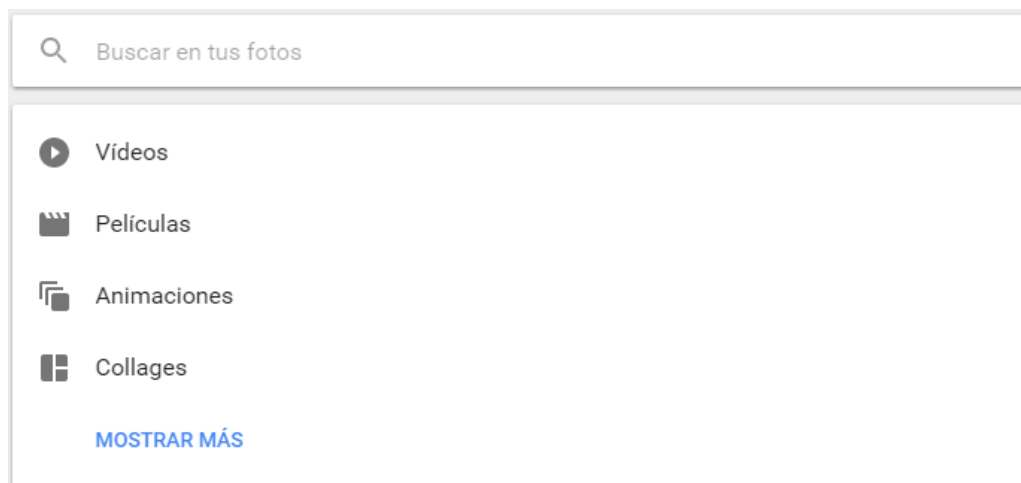 Buscar en tus fotos
Vídeos
Películas
Animaciones
Collages
MOSTRAR MÁS